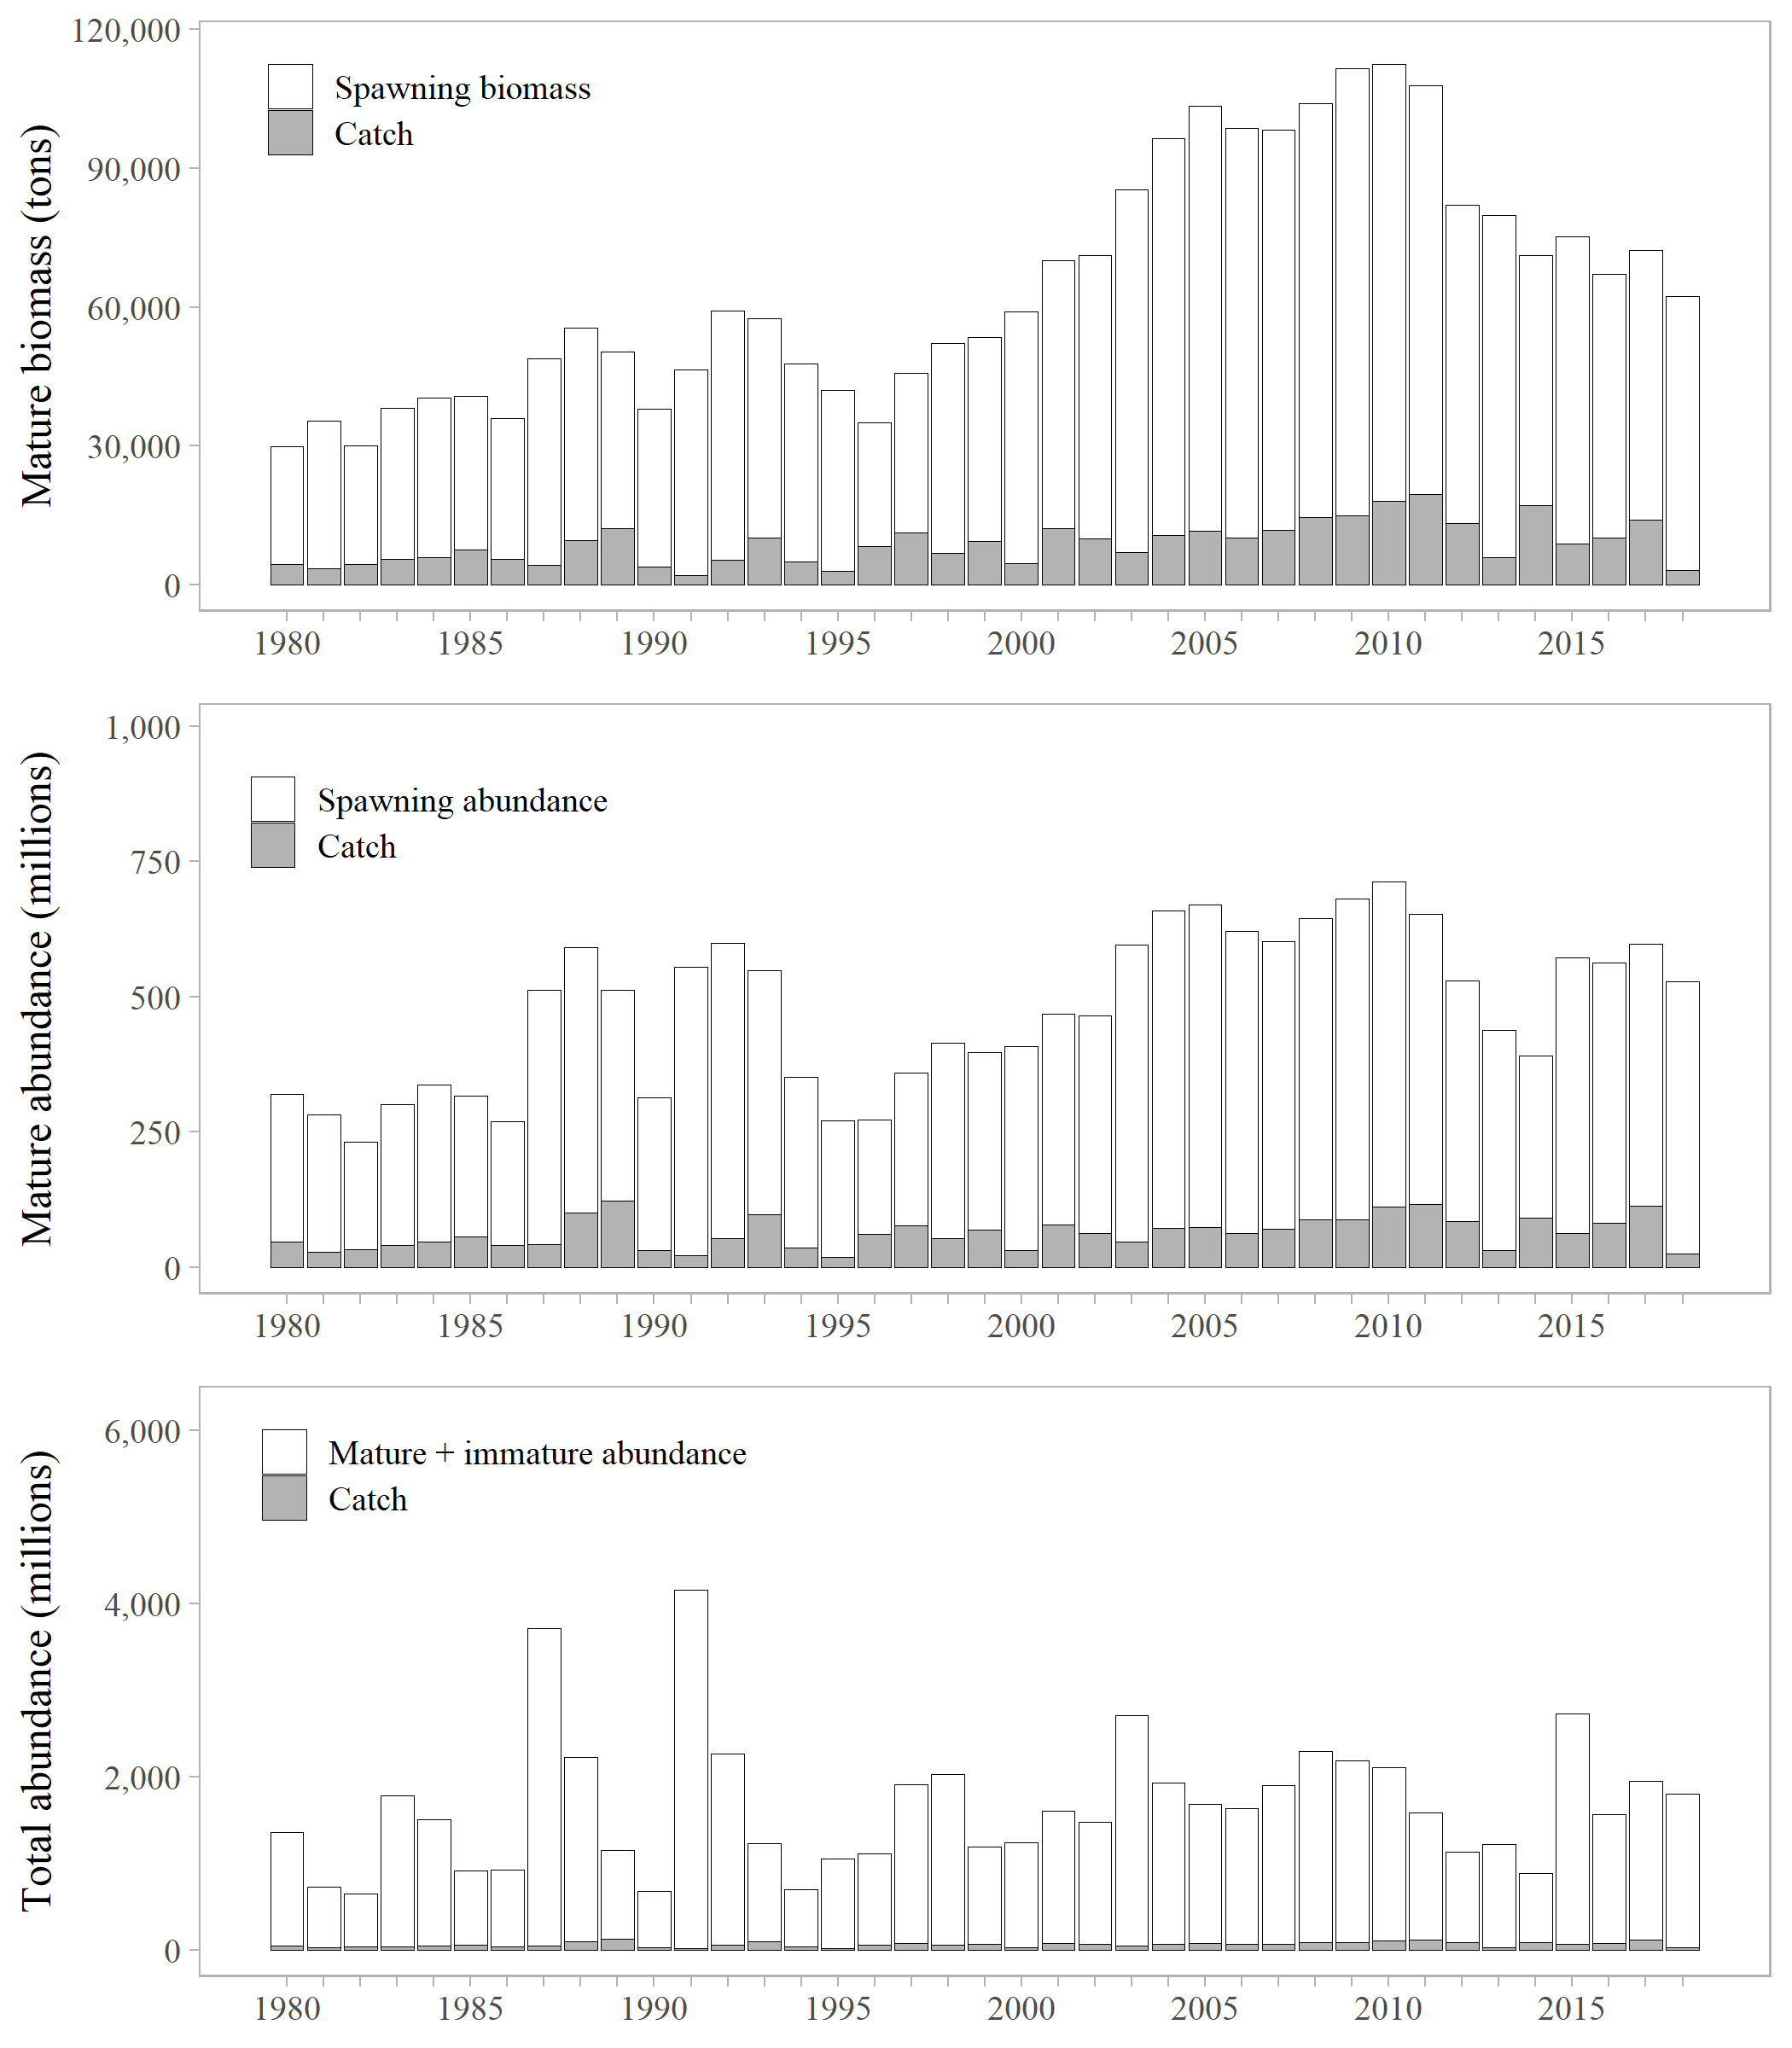 Mature biomass (tons)
120,000
90,000
60,000
30,000
0
Spawning biomass
Catch
1980 1985 1990 1995 2000 2005 2010 2015
Mature abundance (millions)
1,000
750
500
250
0
Spawning abundance
Catch
1980 1985 1990 1995 2000 2005 2010 2015
Total abundance (millions)
6,000
4,000
2,000
0
Mature + immature abundance
Catch
1980 1985 1990 1995 2000 2005 2010 2015